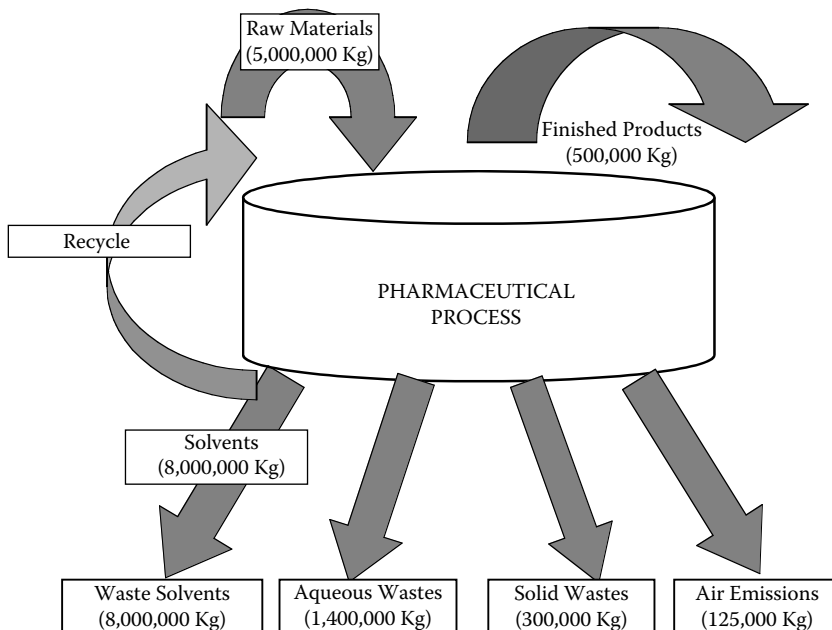 Raw Materials
(5,000,000 Kg)
Finished Products
(500,000 Kg)
Recycle
PHARMACEUTICAL
PROCESS
Solvents
(8,000,000 Kg)
Waste Solvents
(8,000,000 Kg)
Aqueous Wastes
(1,400,000 Kg)
Solid Wastes
(300,000 Kg)
Air Emissions
(125,000 Kg)